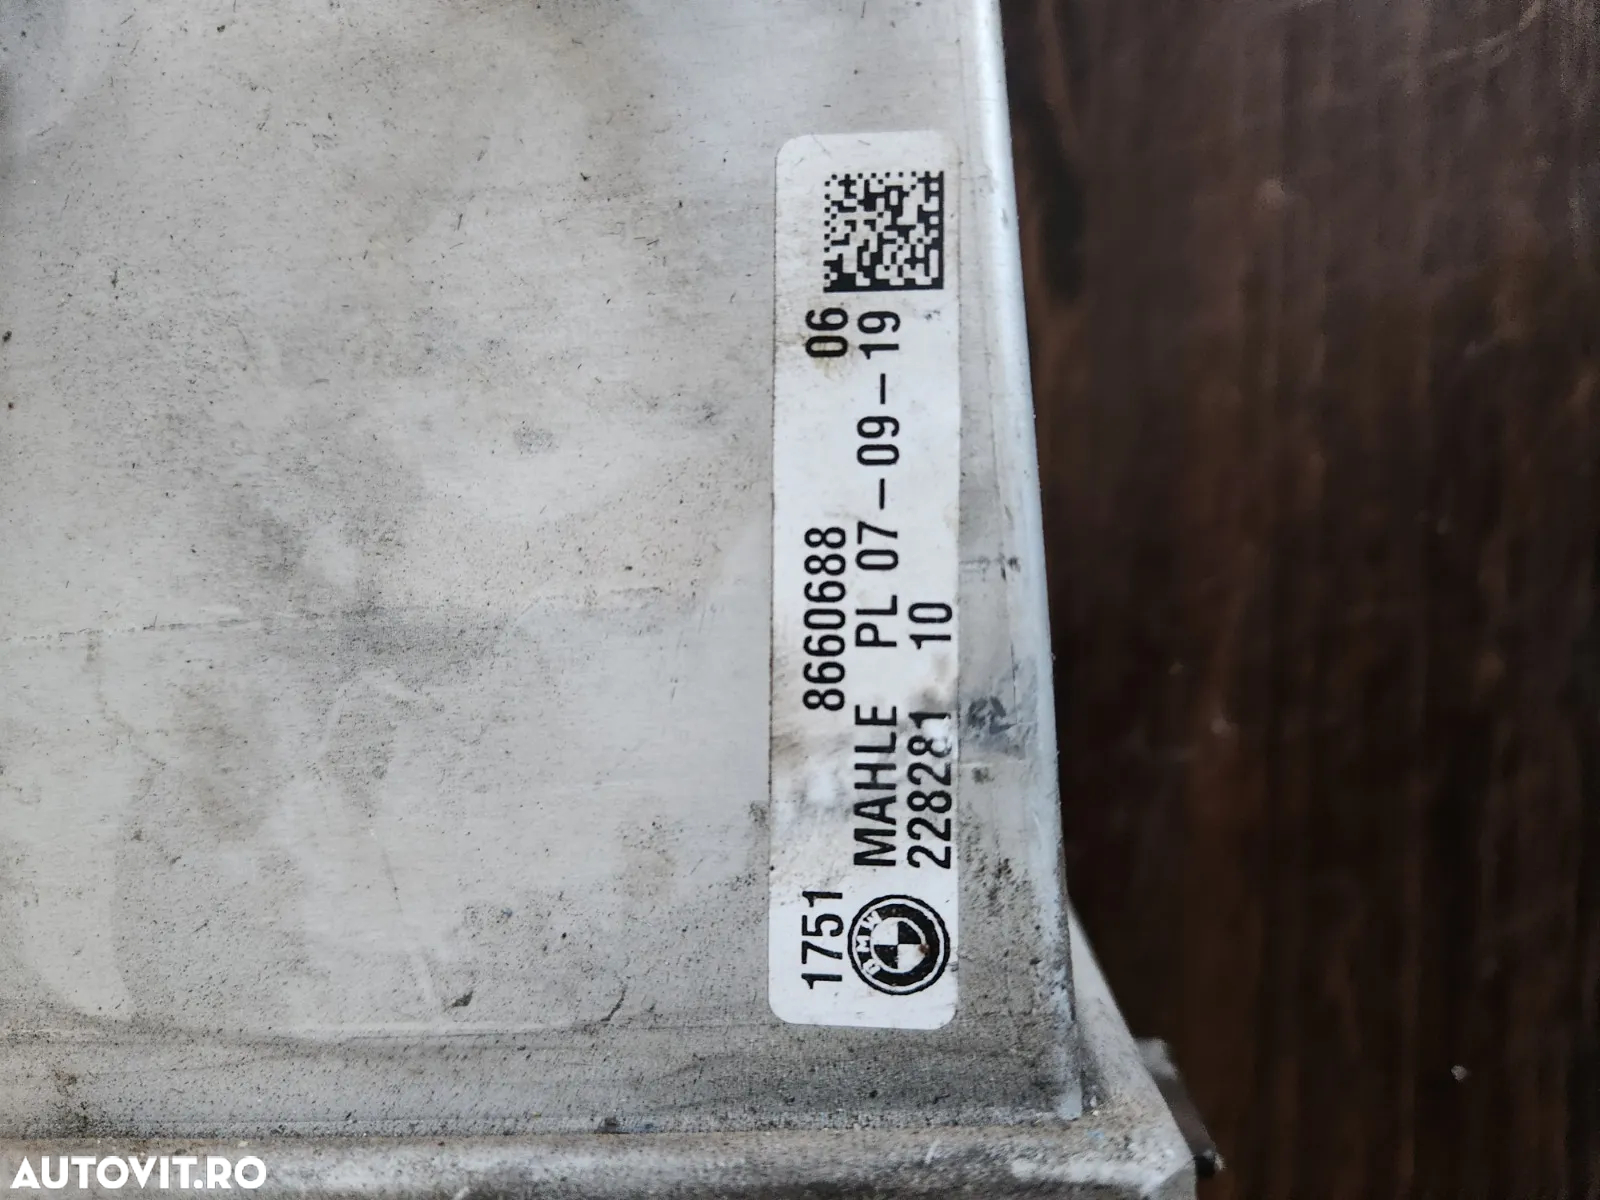 1751 8660688 06
MAHLE PL 07-09-19
228281 10
BMW
AUTOVIT.RO